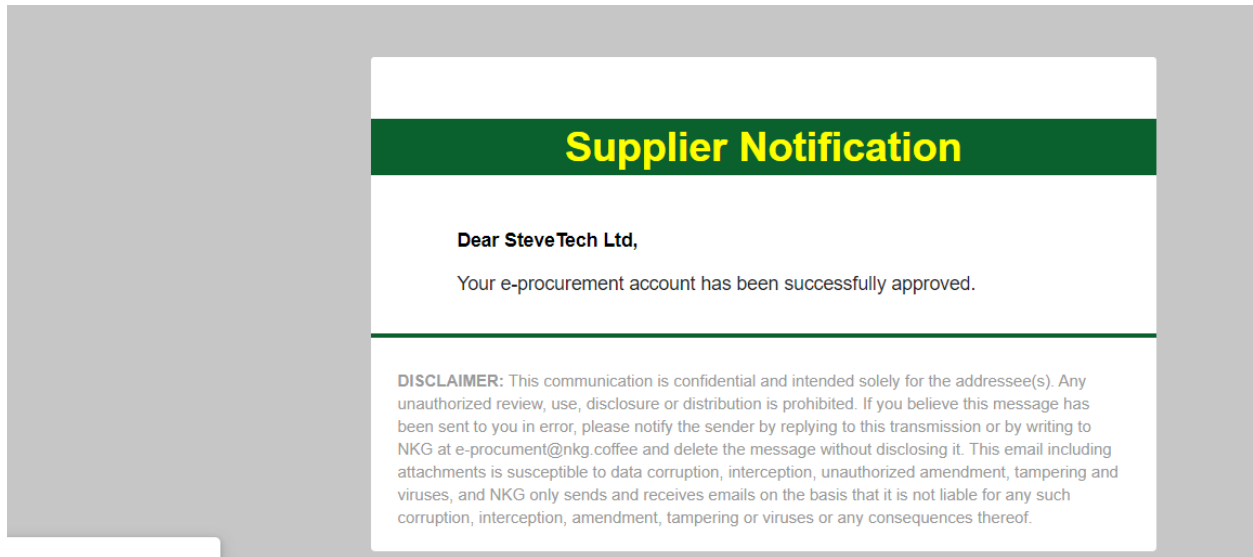 Supplier Notification
Dear SteveTech Ltd,
Your e-procurement account has been successfully approved.
DISCLAIMER: This communication is confidential and intended solely for the addressee(s). Any
unauthorized review, use, disclosure or distribution is prohibited. If you believe this message has
been sent to you in error, please notify the sender by replying to this transmission or by writing to
NKG at e-procument@nkg.coffee and delete the message without disclosing it. This email including
attachments is susceptible to data corruption, interception, unauthorized amendment, tampering and
viruses, and NKG only sends and receives emails on the basis that it is not liable for any such
corruption, interception, amendment, tampering or viruses or any consequences thereof.